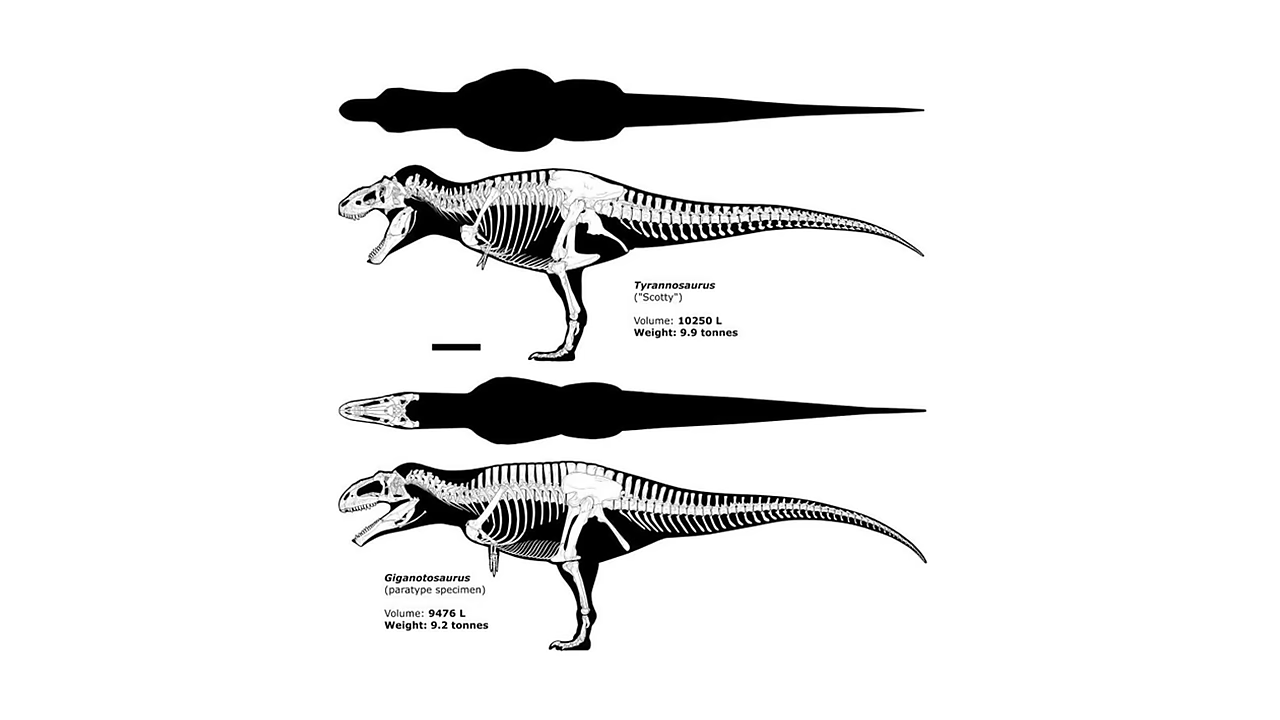 Tyrannosaurus
("Scotty")
Volume: 10250 L
Weight: 9.9 tonnes
Giganotosaurus
(paratype specimen)
Volume: 9476 L
Weight: 9.2 tonnes